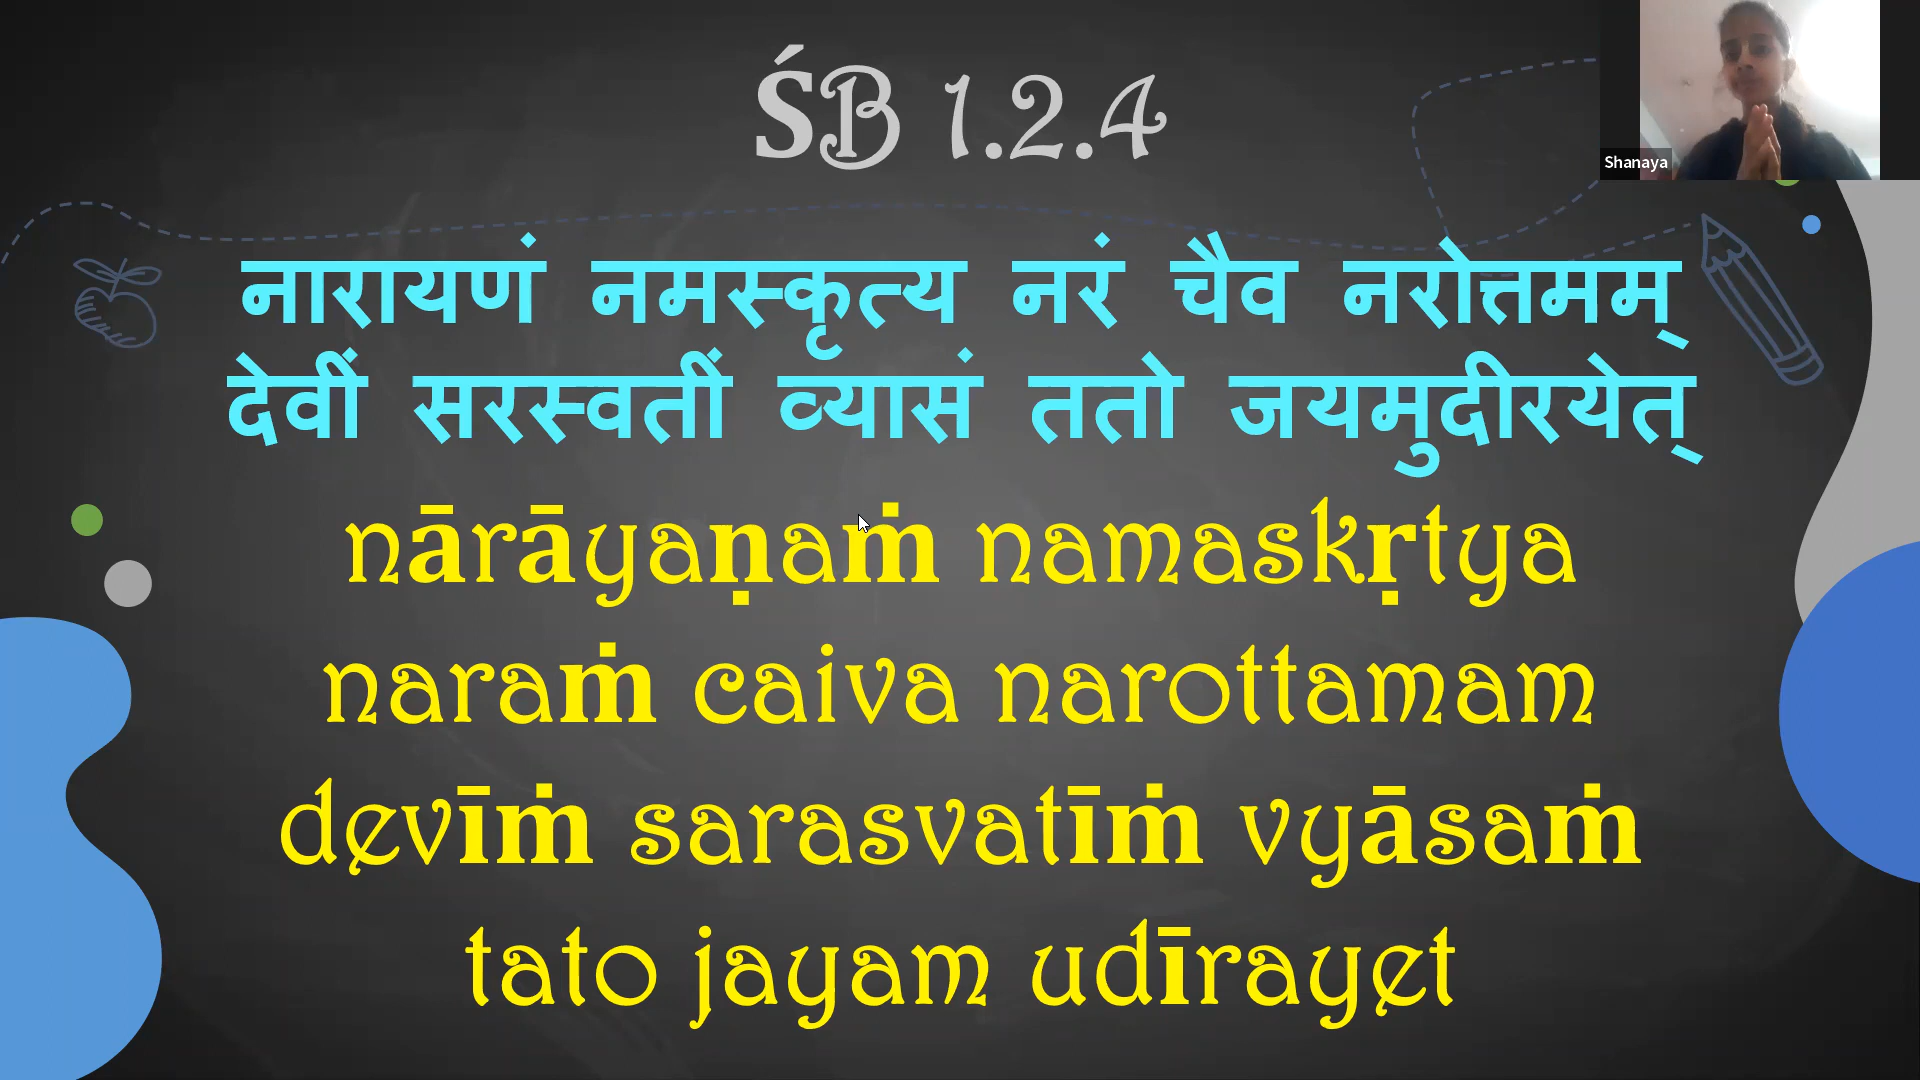 ŚB 1.2.4
Shanaya
नारायणं नमस्कृत्य नरं चैव नरोत्तमम्
देवीं सरस्वतीं व्यासं ततो जयमुदीरयेत्
nārāyaṇaṁ namaskṛtya
naraṁ caiva narottamam
devīṁ sarasvatīṁ vyāsaṁ
tato jayam udīrayet